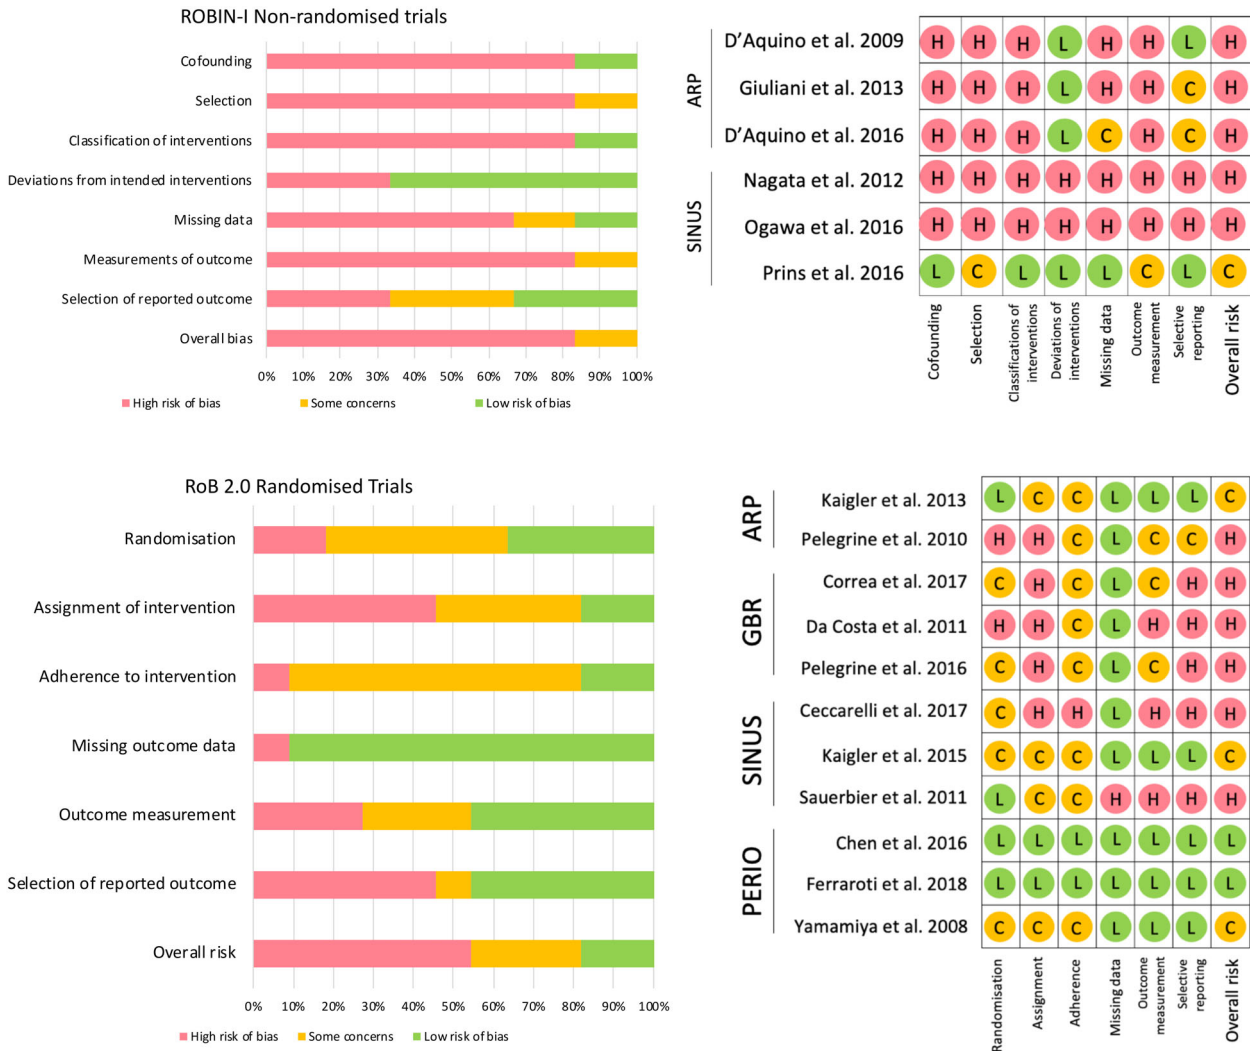 ROBIN-I Non-randomised trials
Cofounding
Selection
Classification of interventions
Deviations from intended interventions
Missing data
Measurements of outcome
Selection of reported outcome
Overall bias
0% 10% 20% 30% 40% 50% 60% 70% 80% 90% 100%
High risk of bias Some concerns Low risk of bias
ARP
D'Aquino et al. 2009 H H H L H H L H
Giuliani et al. 2013 H H H L H H C H
D'Aquino et al. 2016 H H H L C H C H
SINUS
Nagata et al. 2012 H H H H H H H H
Ogawa et al. 2016 H H H H H H H H
Prins et al. 2016 L C L L L C L C
Cofounding
Selection
Classifications of
interventions
Deviations of
interventions
Missing data
Outcome
measurement
Selective
reporting
Overall risk
RoB 2.0 Randomised Trials
Randomisation
Assignment of intervention
Adherence to intervention
Missing outcome data
Outcome measurement
Selection of reported outcome
Overall risk
0% 10% 20% 30% 40% 50% 60% 70% 80% 90% 100%
High risk of bias Some concerns Low risk of bias
ARP
Kaigler et al. 2013 L C C L L L C
Pelegrine et al. 2010 H H C L C C H
GBR
Correa et al. 2017 C H C L C H H
Da Costa et al. 2011 H H C L H H H
Pelegrine et al. 2016 C H C L C H H
SINUS
Ceccarelli et al. 2017 C H H L H H H
Kaigler et al. 2015 C C C L L L C
Sauerbier et al. 2011 L C C H H H H
PERIO
Chen et al. 2016 L L L L L L L
Ferraroti et al. 2018 L L L L L L L
Yamamiya et al. 2008 C C C L L L C
Randomisation
Assignment
Adherence
Missing data
Outcome
measurement
Selective
reporting
Overall risk